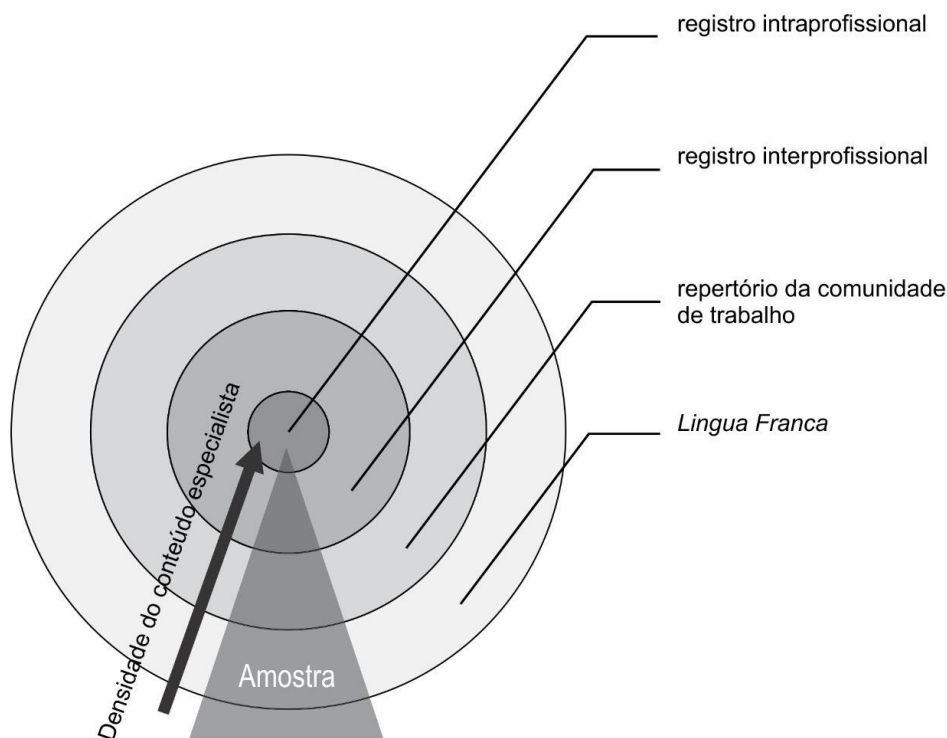 registro intraprofissional
registro interprofissional
repertório da comunidade
de trabalho
Lingua Franca
Densidade do conteúdo especialista
Amostra